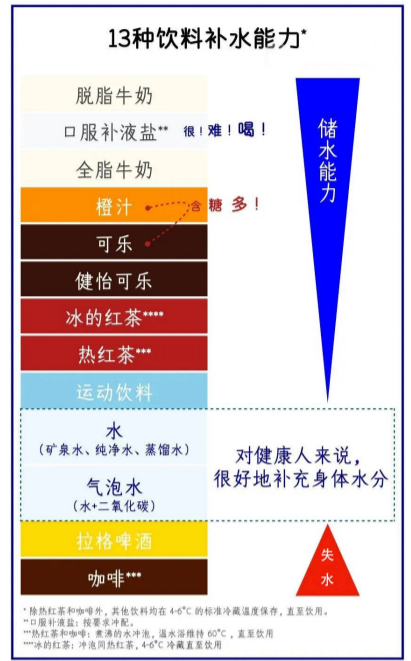 13种饮料补水能力*
脱脂牛奶
口服补液盐** 很!难!喝!
全脂牛奶
橙汁 含糖多!
可乐
健怡可乐
冰的红茶****
热红茶***
运动饮料
储水能力
水
(矿泉水、纯净水、蒸馏水)
气泡水
(水+二氧化碳)
对健康人来说,
很好地补充身体水分
拉格啤酒
咖啡***
失水
* 除热红茶和咖啡外, 其他饮料均在 4-6°C 的标准冷藏温度保存, 直至饮用。
**口服补液盐: 按要求冲配。
***热红茶和咖啡: 煮沸的水冲泡, 温水浴维持 60°C , 直至饮用
****冰的红茶: 冲泡同热红茶, 4-6°C 冷藏直至饮用